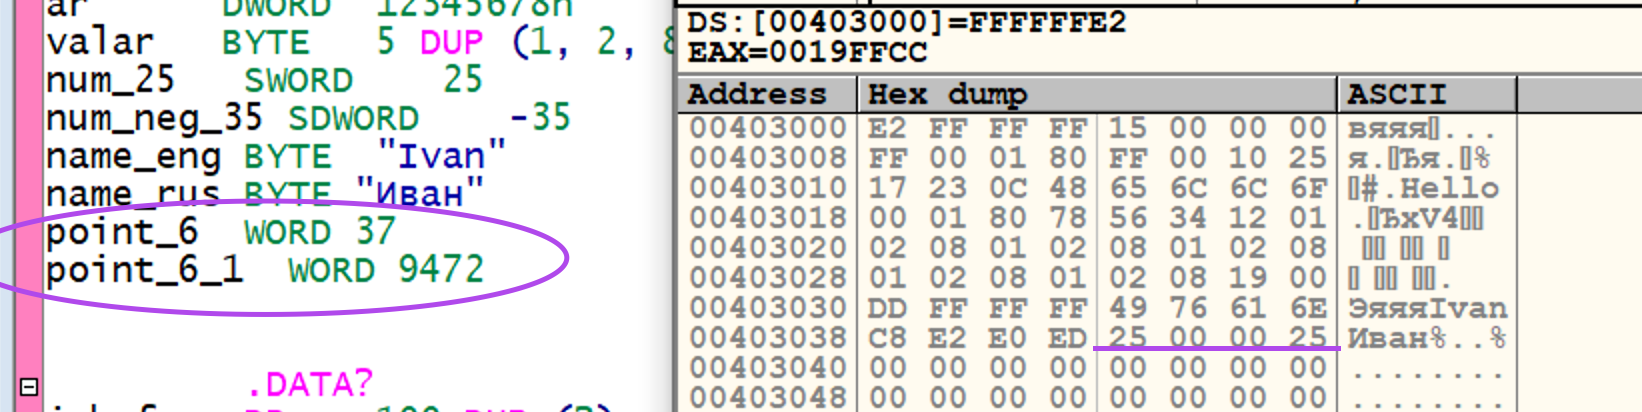 ar DWORD 12345678h
valar BYTE 5 DUP (1, 2, 8
num_25 SWORD 25
num_neg_35 SDWORD -35
name_eng BYTE "Ivan"
name_rus BYTE "Иван"
point_6 WORD 37
point_6_1 WORD 9472
.DATA?
DS:[00403000]=FFFFFFE2
EAX=0019FFCC
Address Hex dump ASCII
00403000 E2 FF FF FF 15 00 00 00 вяяя▯...
00403008 FF 00 01 80 FF 00 10 25 я.▯Ђя.▯%
00403010 17 23 0C 48 65 6C 6C 6F ▯#.Hello
00403018 00 01 80 78 56 34 12 01 .▯ЂxV4▯▯
00403020 02 08 01 02 08 01 02 08 ▯▯ ▯▯ ▯
00403028 01 02 08 01 02 08 19 00 ▯ ▯▯ ▯▯.
00403030 DD FF FF FF 49 76 61 6E ЭяяяIvan
00403038 C8 E2 E0 ED 25 00 00 25 Иван%..%
00403040 00 00 00 00 00 00 00 00 ........
00403048 00 00 00 00 00 00 00 00 ........